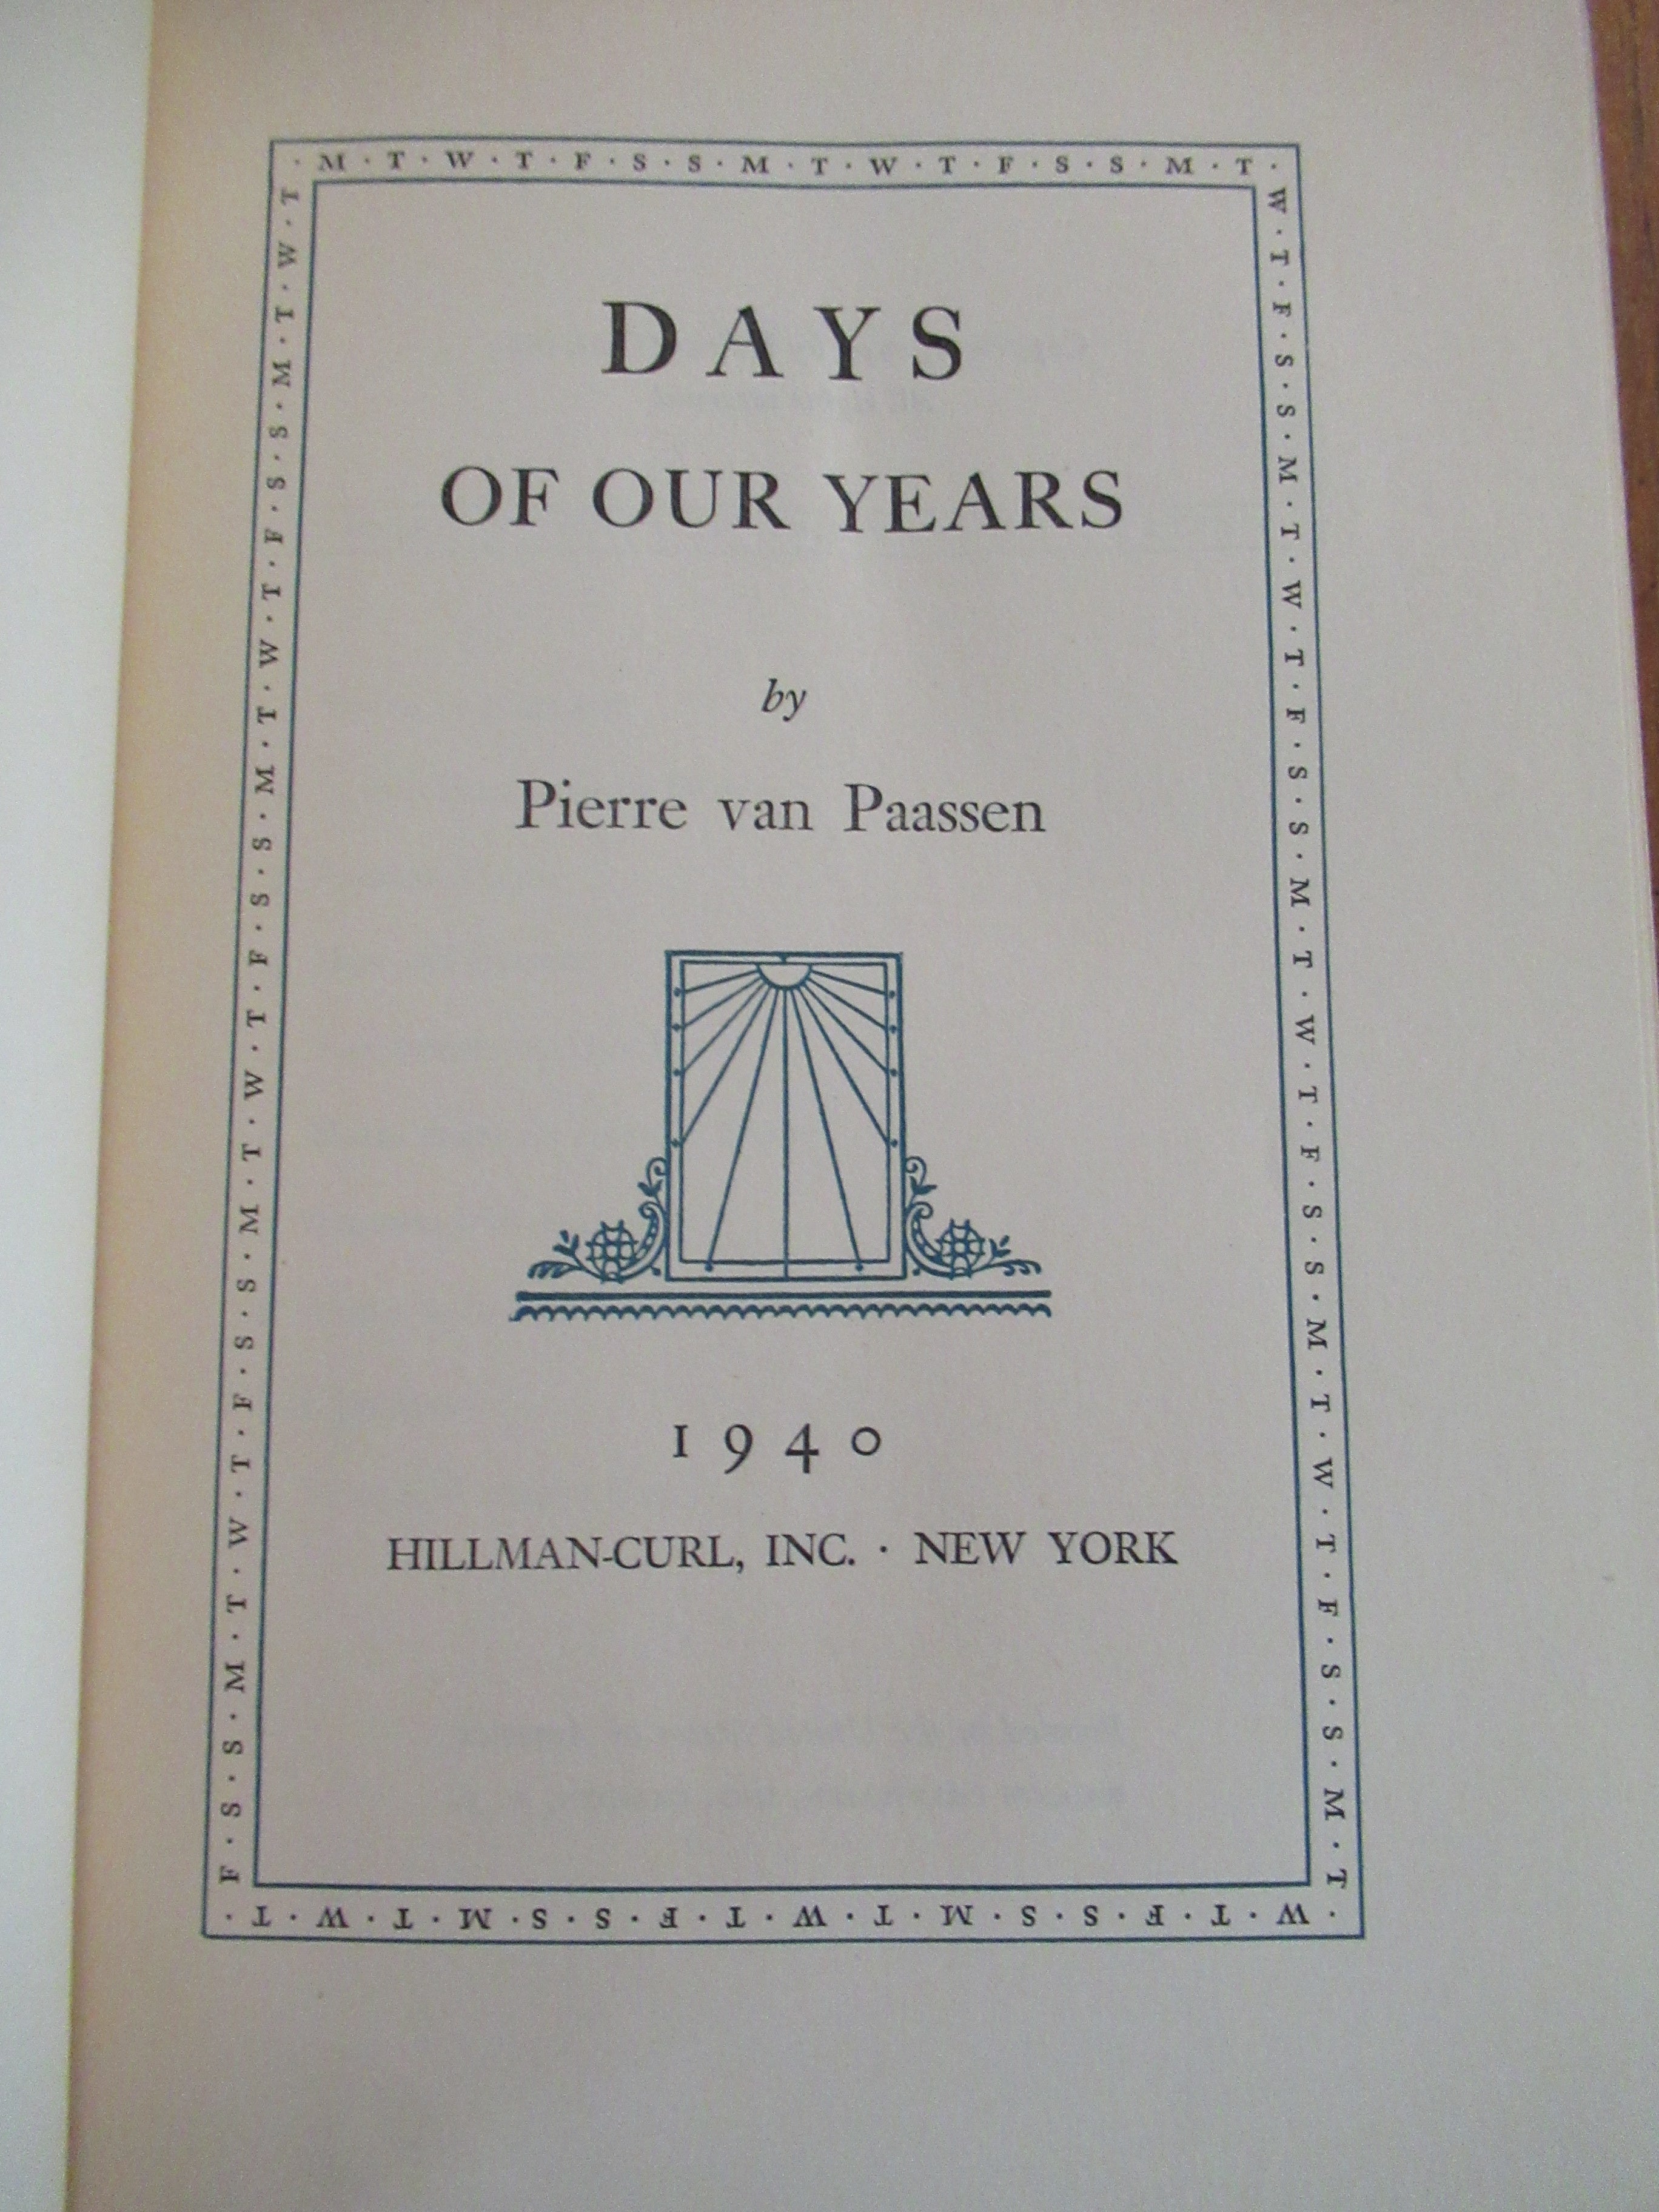 · M · T · W · T · F · S · S · M · T · W · T · F · S · S · M · T ·
W · T · F · S · S · M · T · W · T · F · S · S · M · T · W · T · F · S · S · M · T · W · T · F · S · S · M · T
· W · T · F · S · S · M · T · W · T · F · S · S · M · T · W · T ·
F · S · S · M · T · W · T · F · S · S · M · T · W · T · F · S · S · M · T · W · T · F · S · S · M · T · W · T
DAYS
OF OUR YEARS
by
Pierre van Paassen
1940
HILLMAN-CURL, INC. · NEW YORK